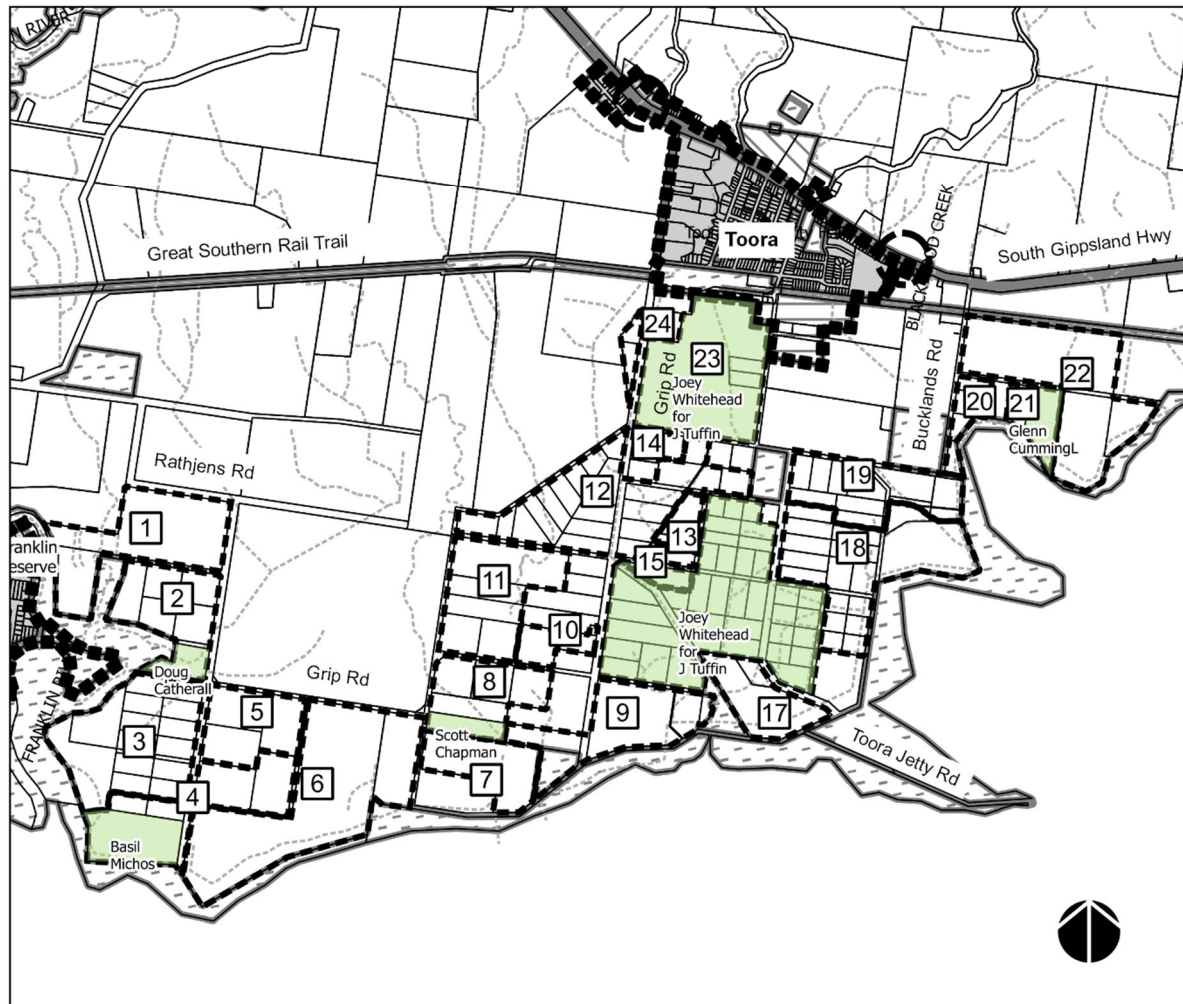 Toora
South Gippsland Hwy
Great Southern Rail Trail
24
23
Grip Rd
Joey
Whitehead
for
J Tuffin
Bucklands Rd
22
20
21
Glenn
CummingL
14
Rathjens Rd
12
19
1
13
18
ranklin
eserve
15
11
2
10
Joey
Whitehead
for
J Tuffin
Doug
Catherall
Grip Rd
8
5
9
17
3
Scott
Chapman
Toora Jetty Rd
6
7
4
Basil
Michos